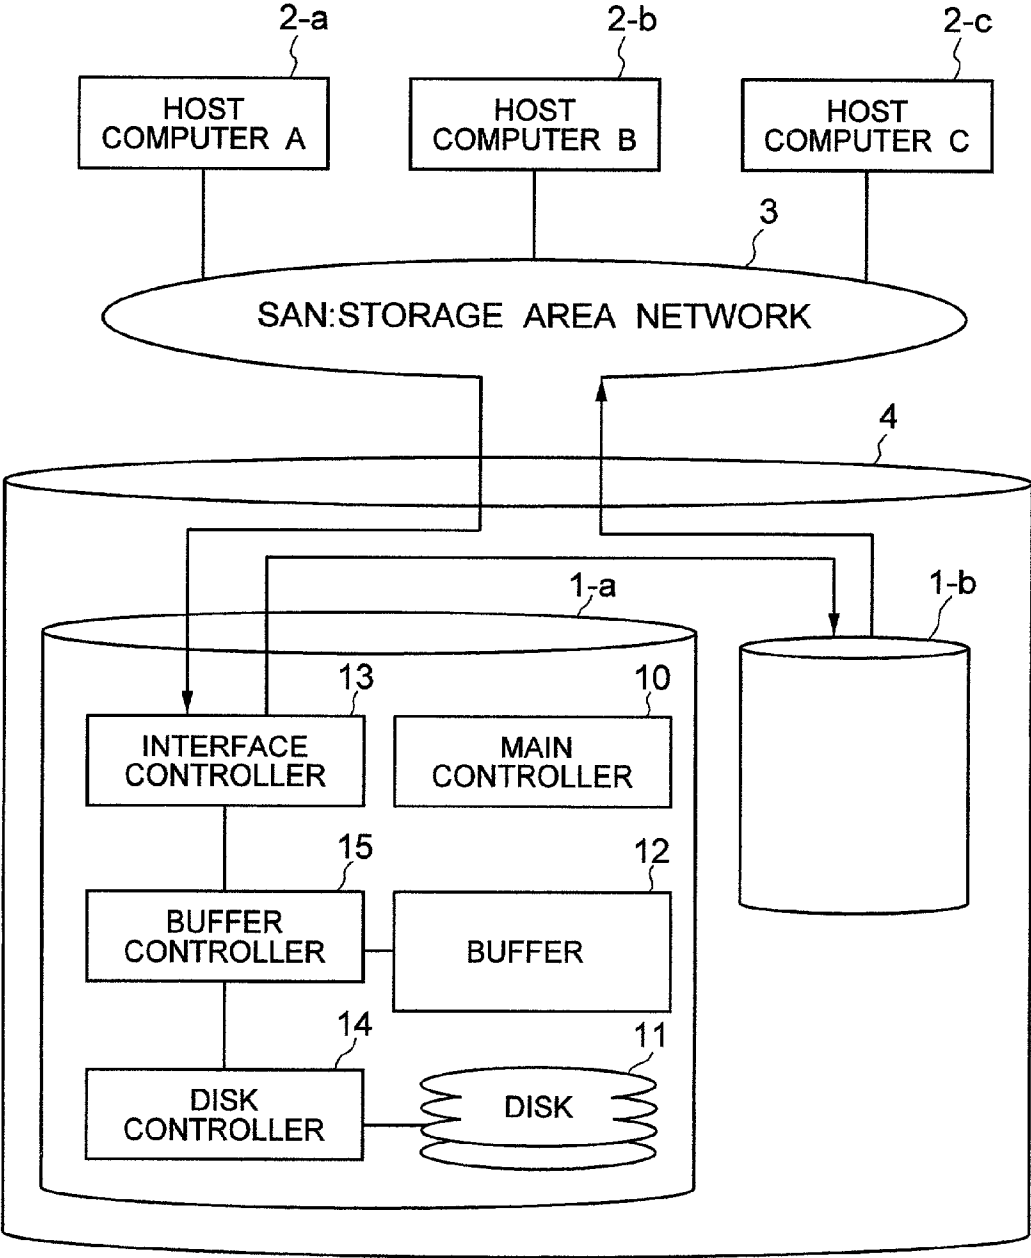 2-a
2-b
2-c
HOST
COMPUTER A
HOST
COMPUTER B
HOST
COMPUTER C
3
SAN:STORAGE AREA NETWORK
4
1-a
1-b
13
10
INTERFACE
CONTROLLER
MAIN
CONTROLLER
15
12
BUFFER
CONTROLLER
BUFFER
14
11
DISK
CONTROLLER
DISK